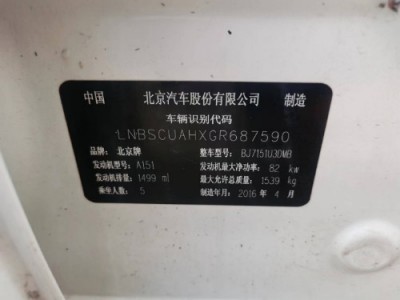 中国 北京汽车股份有限公司 制造
车辆识别代码
LNBSCUAHXGR687590
品牌: 北京牌 整车型号: BJ7151U3DMB
发动机型号: A151 发动机最大净功率: 82 kw
发动机排量: 1499 ml 最大允许总质量: 1539 kg
乘坐人数: 5 制造年月: 2016 年 4 月